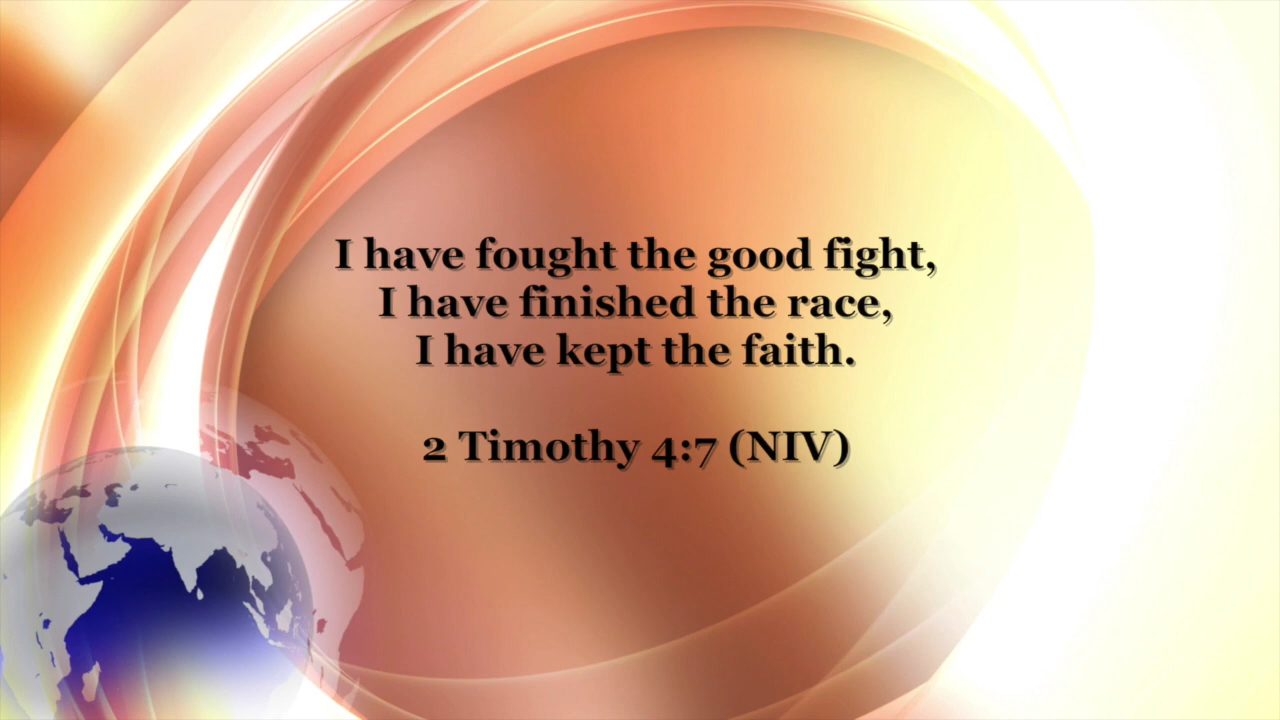 I have fought the good fight,
I have finished the race,
I have kept the faith.
2 Timothy 4:7 (NIV)